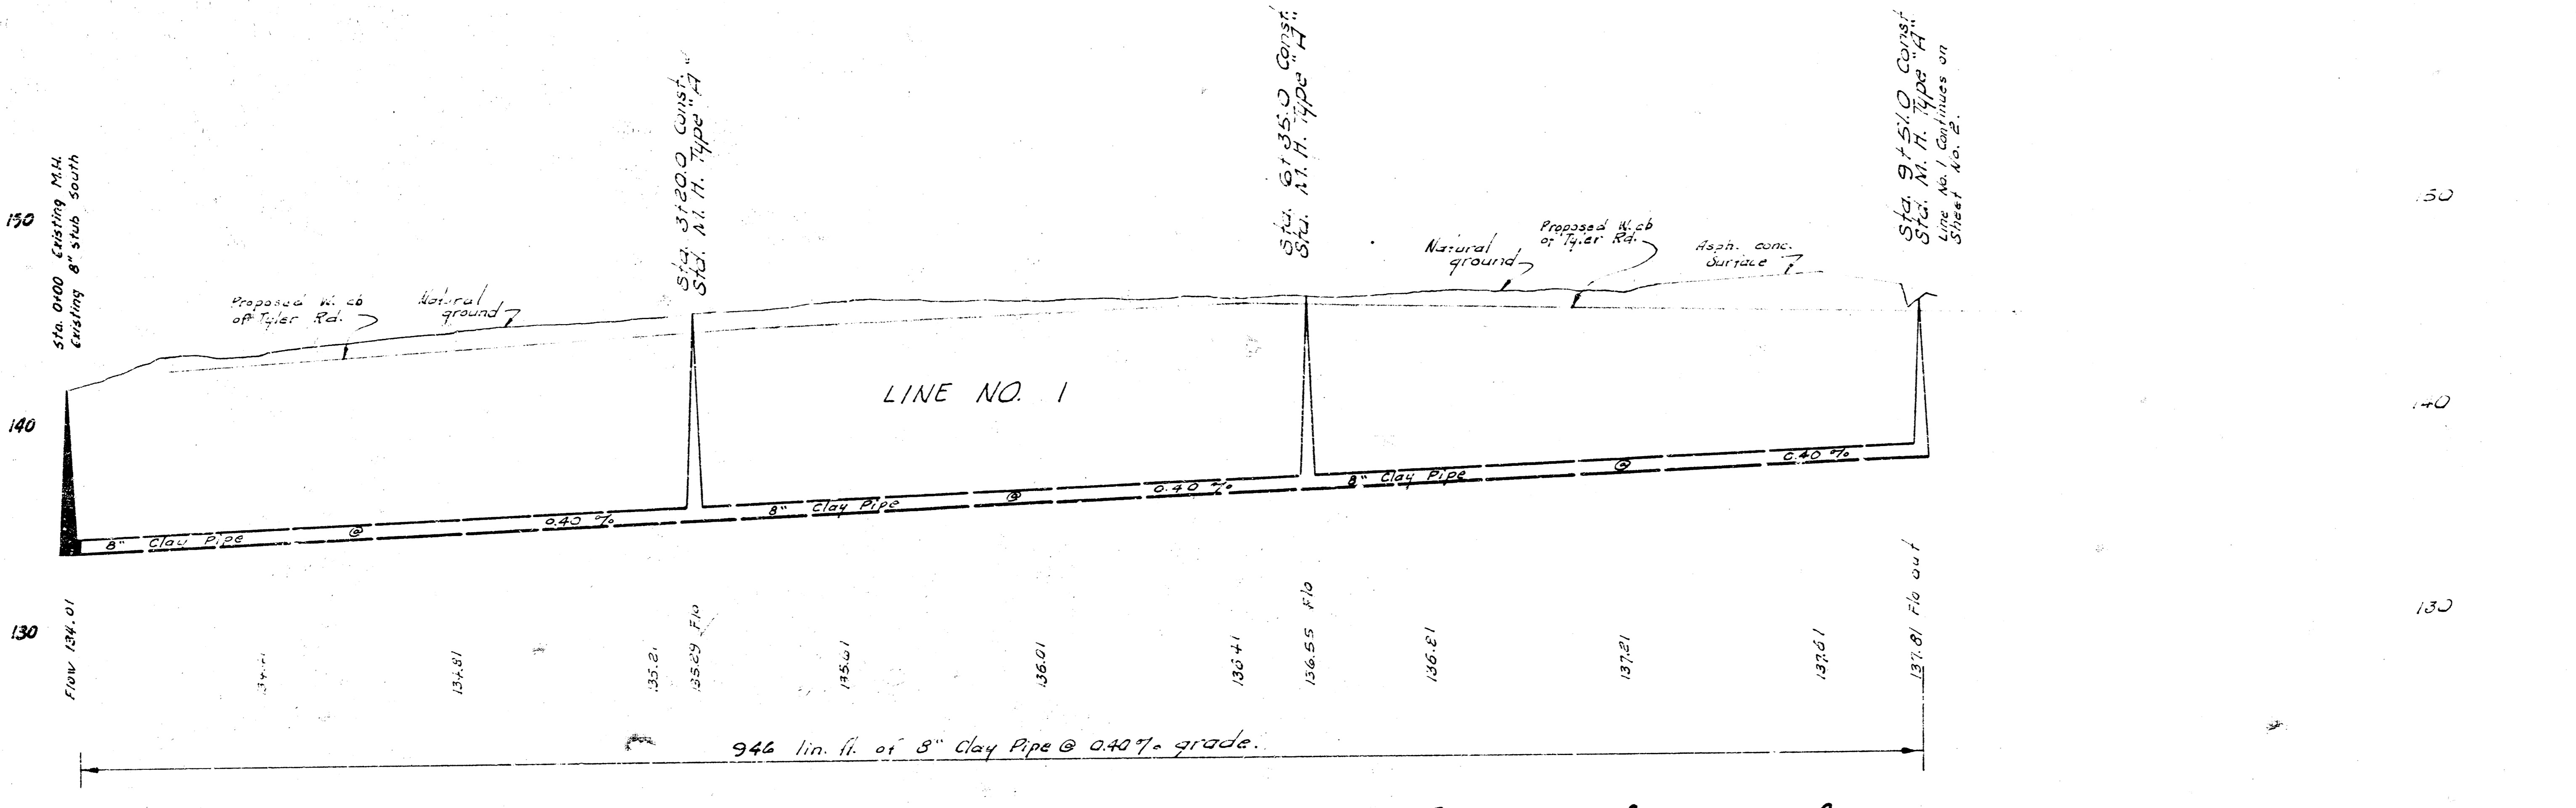 Sta. 0+00 Existing M.H.
Existing 8" stub south
Sta. 3+20.0 Const.
Std. M.H. Type "A"
Sta. 6+35.0 Const.
Std. M.H. Type "A"
Sta. 9+51.0 Const
Std. M.H. Type "A"
Line No. 1 Continues on
Sheet No. 2.
150
150
Proposed W. cb
of Tyler Rd.
Natural
ground
Natural
ground
Proposed W. cb
of Tyler Rd.
Asph. conc.
Surface
LINE NO. 1
140
140
8" Clay Pipe @ 0.40 %
8" Clay Pipe @ 0.40 %
8" Clay Pipe @ 0.40 %
130
130
Flow 134.01
134.41
134.81
135.21
135.29 Flo
135.61
136.01
136.41
136.55 Flo
136.81
137.21
137.61
137.81 Flo out
946 lin. ft. of 8" Clay Pipe @ 0.40% grade.